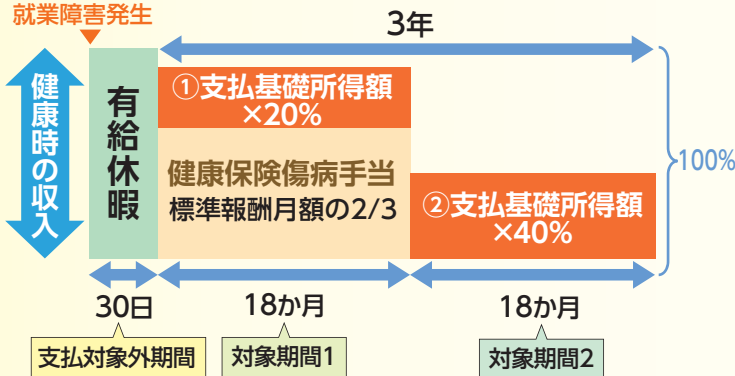 就業障害発生
3年
健康時の収入
有給休暇
①支払基礎所得額
×20%
健康保険傷病手当
標準報酬月額の2/3
②支払基礎所得額
×40%
100%
30日
18か月
18か月
支払対象外期間
対象期間1
対象期間2